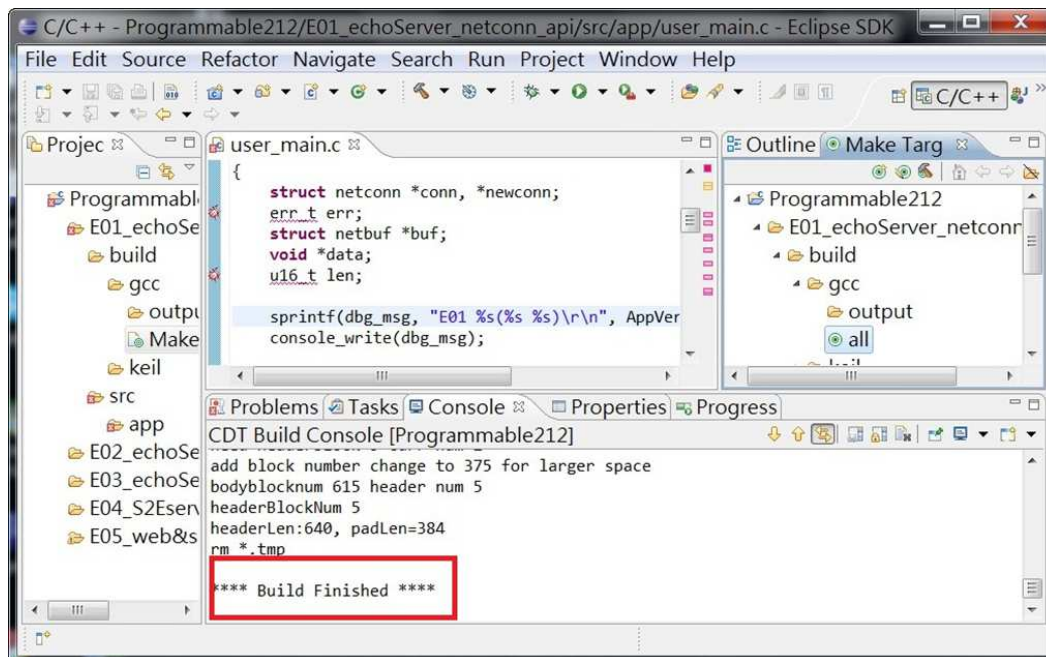 C/C++ - Programmable212/E01_echoServer_netconn_api/src/app/user_main.c - Eclipse SDK
File Edit Source Refactor Navigate Search Run Project Window Help
C/C++
Projec
Programmabl
E01_echoSe
build
gcc
outpu
Make
keil
src
app
E02_echoSe
E03_echoSe
E04_S2Eserv
E05_web&s
user_main.c
{
struct netconn *conn, *newconn;
err_t err;
struct netbuf *buf;
void *data;
u16_t len;
sprintf(dbg_msg, "E01 %s(%s %s)\r\n", AppVer
console_write(dbg_msg);
Outline Make Targ
Programmable212
E01_echoServer_netconn
build
gcc
output
all
Problems Tasks Console Properties Progress
CDT Build Console [Programmable212]
add block number change to 375 for larger space
bodyblocknum 615 header num 5
headerBlockNum 5
headerLen:640, padLen=384
rm *.tmp
**** Build Finished ****